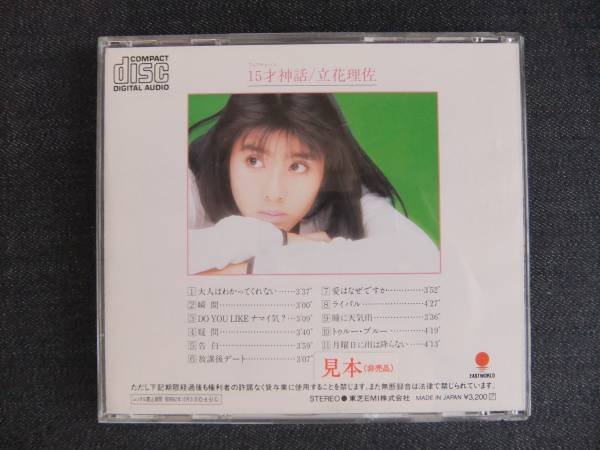 COMPACT
disc
DIGITAL AUDIO
15才神話/立花理佐
1 大人はわかってくれない……3'37"
2 瞬間……3'00"
3 DO YOU LIKE ナマイ気?…3'09"
4 疑問……3'40"
5 告白……3'59"
6 放課後デート……3'07"
7 愛はなぜですか……3'52"
8 ライバル……4'27"
9 瞳に天気雨……3'36"
10 トゥルー・ブルー……4'19"
11 月曜日に雨は降らない……4'13"
見本(非売品)
EASTWORLD
ただし下記期間経過後も権利者の許諾なく貸与業に使用することを禁じます。また無断録音は法律で禁じられています。
STEREO ● 東芝EMI株式会社 MADE IN JAPAN ¥3,200